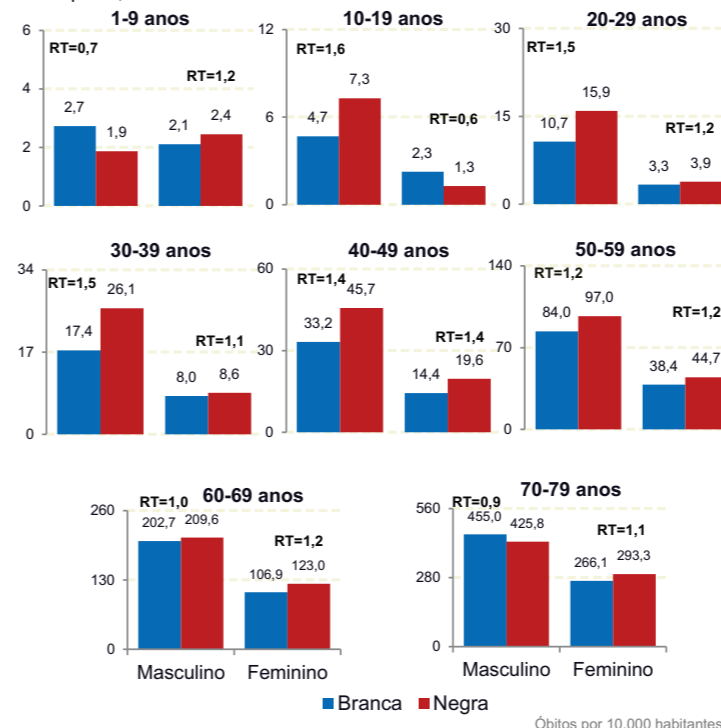 1-9 anos
6
4
2
0
RT=0,7
RT=1,2
2,7
1,9
2,1
2,4
10-19 anos
12
6
0
RT=1,6
RT=0,6
4,7
7,3
2,3
1,3
20-29 anos
30
15
0
RT=1,5
RT=1,2
10,7
15,9
3,3
3,9
30-39 anos
34
17
0
RT=1,5
RT=1,1
17,4
26,1
8,0
8,6
40-49 anos
60
30
0
RT=1,4
RT=1,4
33,2
45,7
14,4
19,6
50-59 anos
140
70
0
RT=1,2
RT=1,2
84,0
97,0
38,4
44,7
60-69 anos
260
130
0
RT=1,0
RT=1,2
202,7
209,6
106,9
123,0
Masculino Feminino
70-79 anos
560
280
0
RT=0,9
RT=1,1
455,0
425,8
266,1
293,3
Masculino Feminino
Branca Negra
Óbitos por 10.000 habitantes